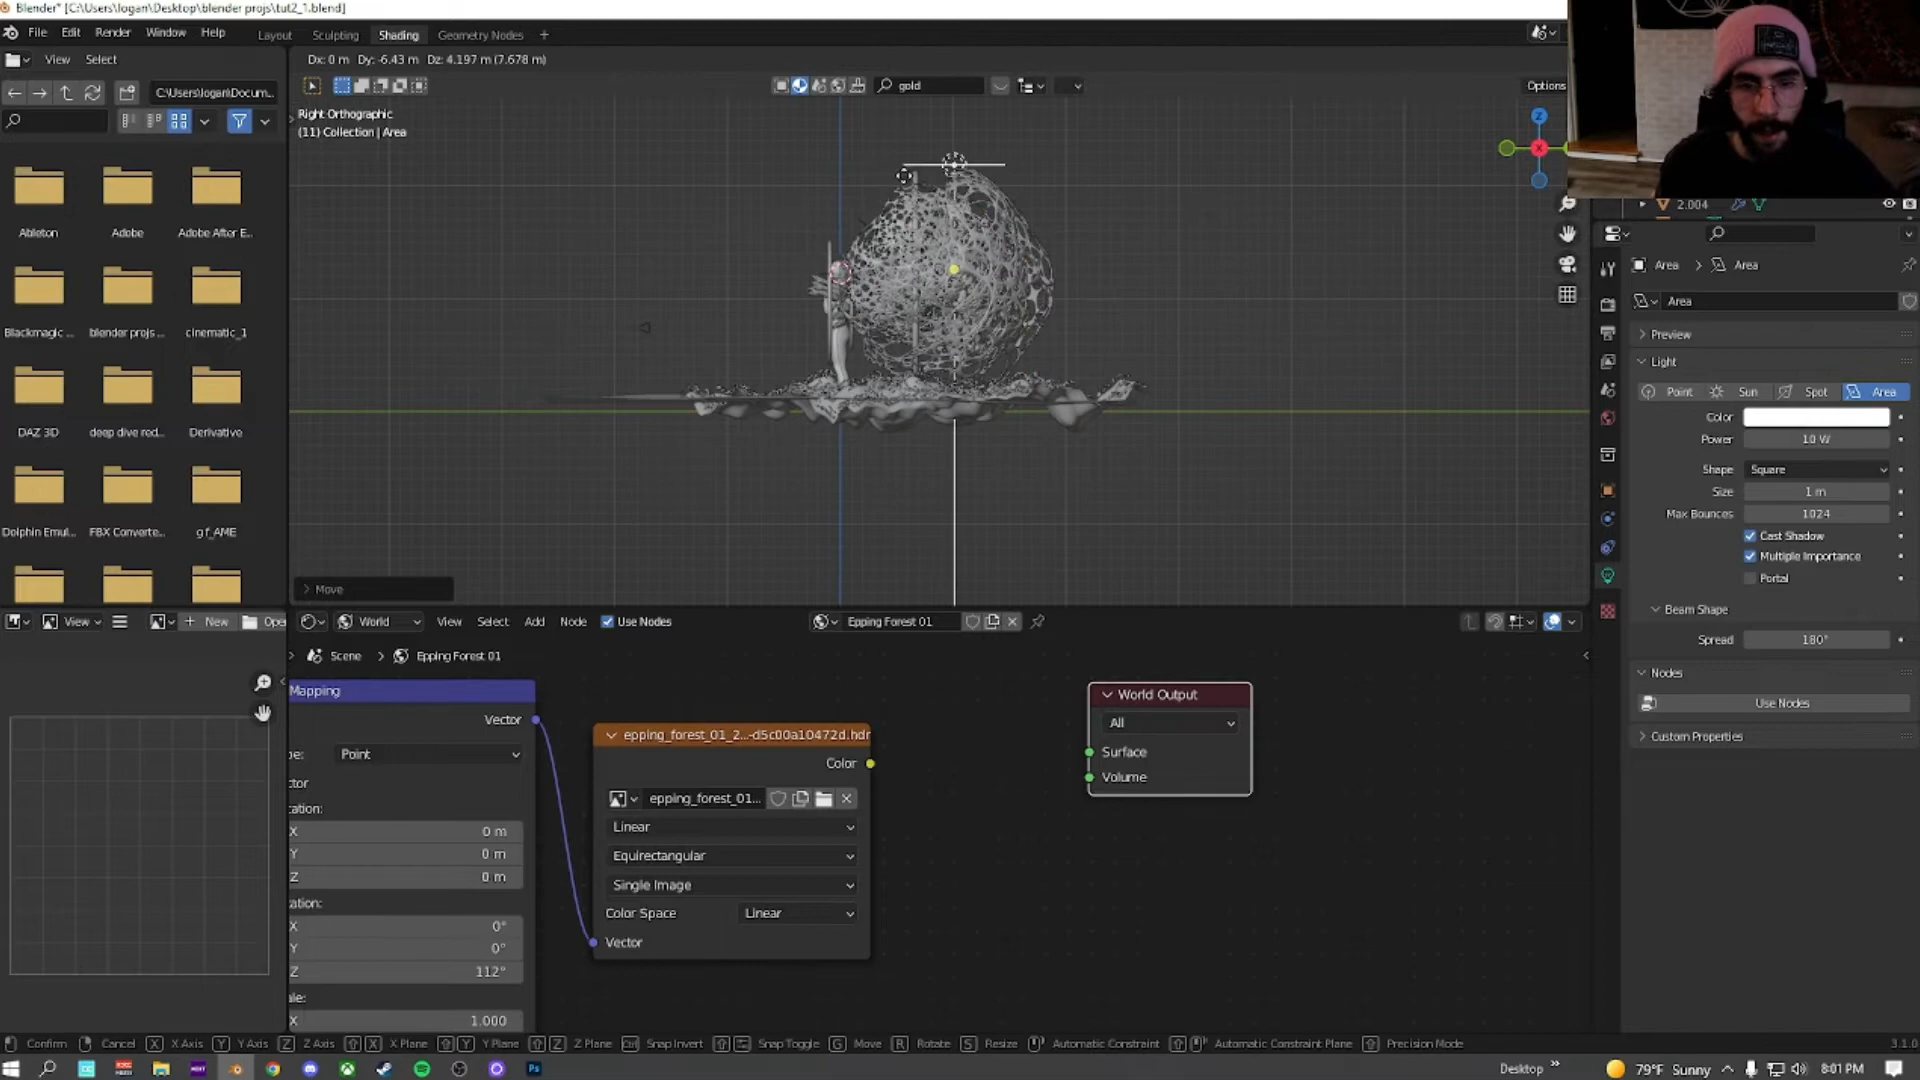 Blender* [C:\Users\logan\Desktop\blender projs\tut2_1.blend]
File Edit Render Window Help
Layout Sculpting Shading Geometry Nodes +
View Select
Dx: 0 m Dy: -6.43 m Dz: 4.197 m (7.678 m)
C:\Users\logan\Docum...
gold
Options
Right Orthographic
(11) Collection | Area
Z
X
Ableton Adobe Adobe After E...
Blackmagic ... blender projs ... cinematic_1
DAZ 3D deep dive red... Derivative
Dolphin Emul... FBX Converte... gf_AME
Move
2.004
Area > Area
Area
Preview
Light
Point Sun Spot Area
Color
Power 10 W
Shape Square
Size 1 m
Max Bounces 1024
Cast Shadow
Multiple Importance
Portal
Beam Shape
Spread 180°
Nodes
Use Nodes
Custom Properties
View + New Ope
World View Select Add Node Use Nodes Epping Forest 01
Scene > Epping Forest 01
Mapping
Vector
pe: Point
ctor
cation:
X 0 m
Y 0 m
Z 0 m
tation:
X 0°
Y 0°
Z 112°
ale:
X 1.000
epping_forest_01_2...-d5c00a10472d.hdr
Color
epping_forest_01...
Linear
Equirectangular
Single Image
Color Space Linear
Vector
World Output
All
Surface
Volume
Confirm Cancel X X Axis Y Y Axis Z Z Axis X X Plane Y Y Plane Z Z Plane Ctrl Snap Invert Snap Toggle G Move R Rotate S Resize Automatic Constraint Automatic Constraint Plane Precision Mode
3.1.0
Ps
Desktop » 79°F Sunny 8:01 PM